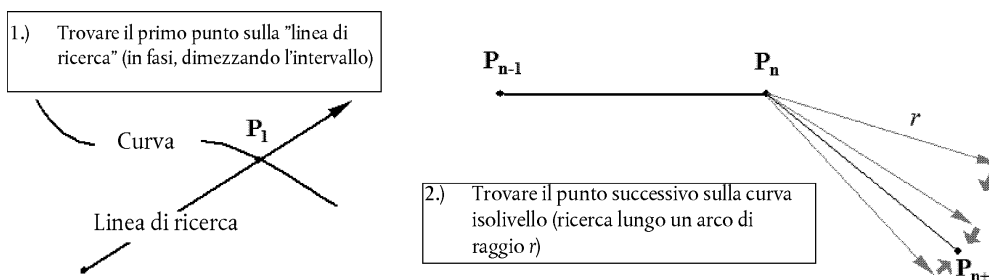 1.) Trovare il primo punto sulla "linea di
ricerca" (in fasi, dimezzando l'intervallo)
Curva
P1
Linea di ricerca
Pn-1
Pn
r
2.) Trovare il punto successivo sulla curva
isolivello (ricerca lungo un arco di
raggio r)
Pn+